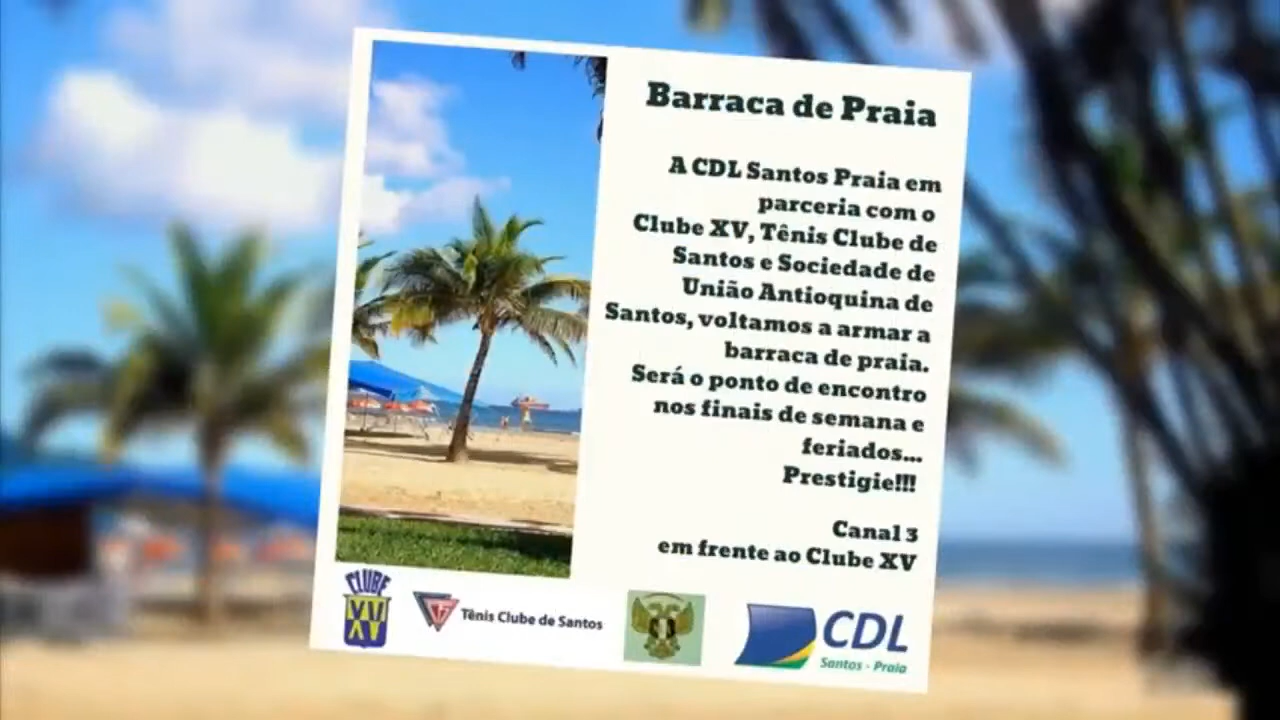 Barraca de Praia
A CDL Santos Praia em
parceria com o
Clube XV, Tênis Clube de
Santos e Sociedade de
União Antioquina de
Santos, voltamos a armar a
barraca de praia.
Será o ponto de encontro
nos finais de semana e
feriados...
Prestigie!!!
Canal 3
em frente ao Clube XV
CLUBE
XV
Tênis Clube de Santos
CDL
Santos - Praia